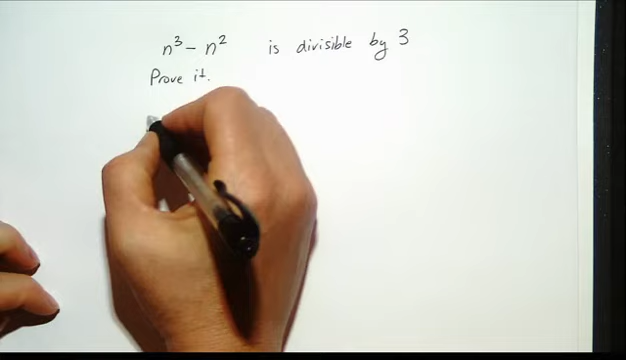 n³ – n² is divisible by 3
Prove it.